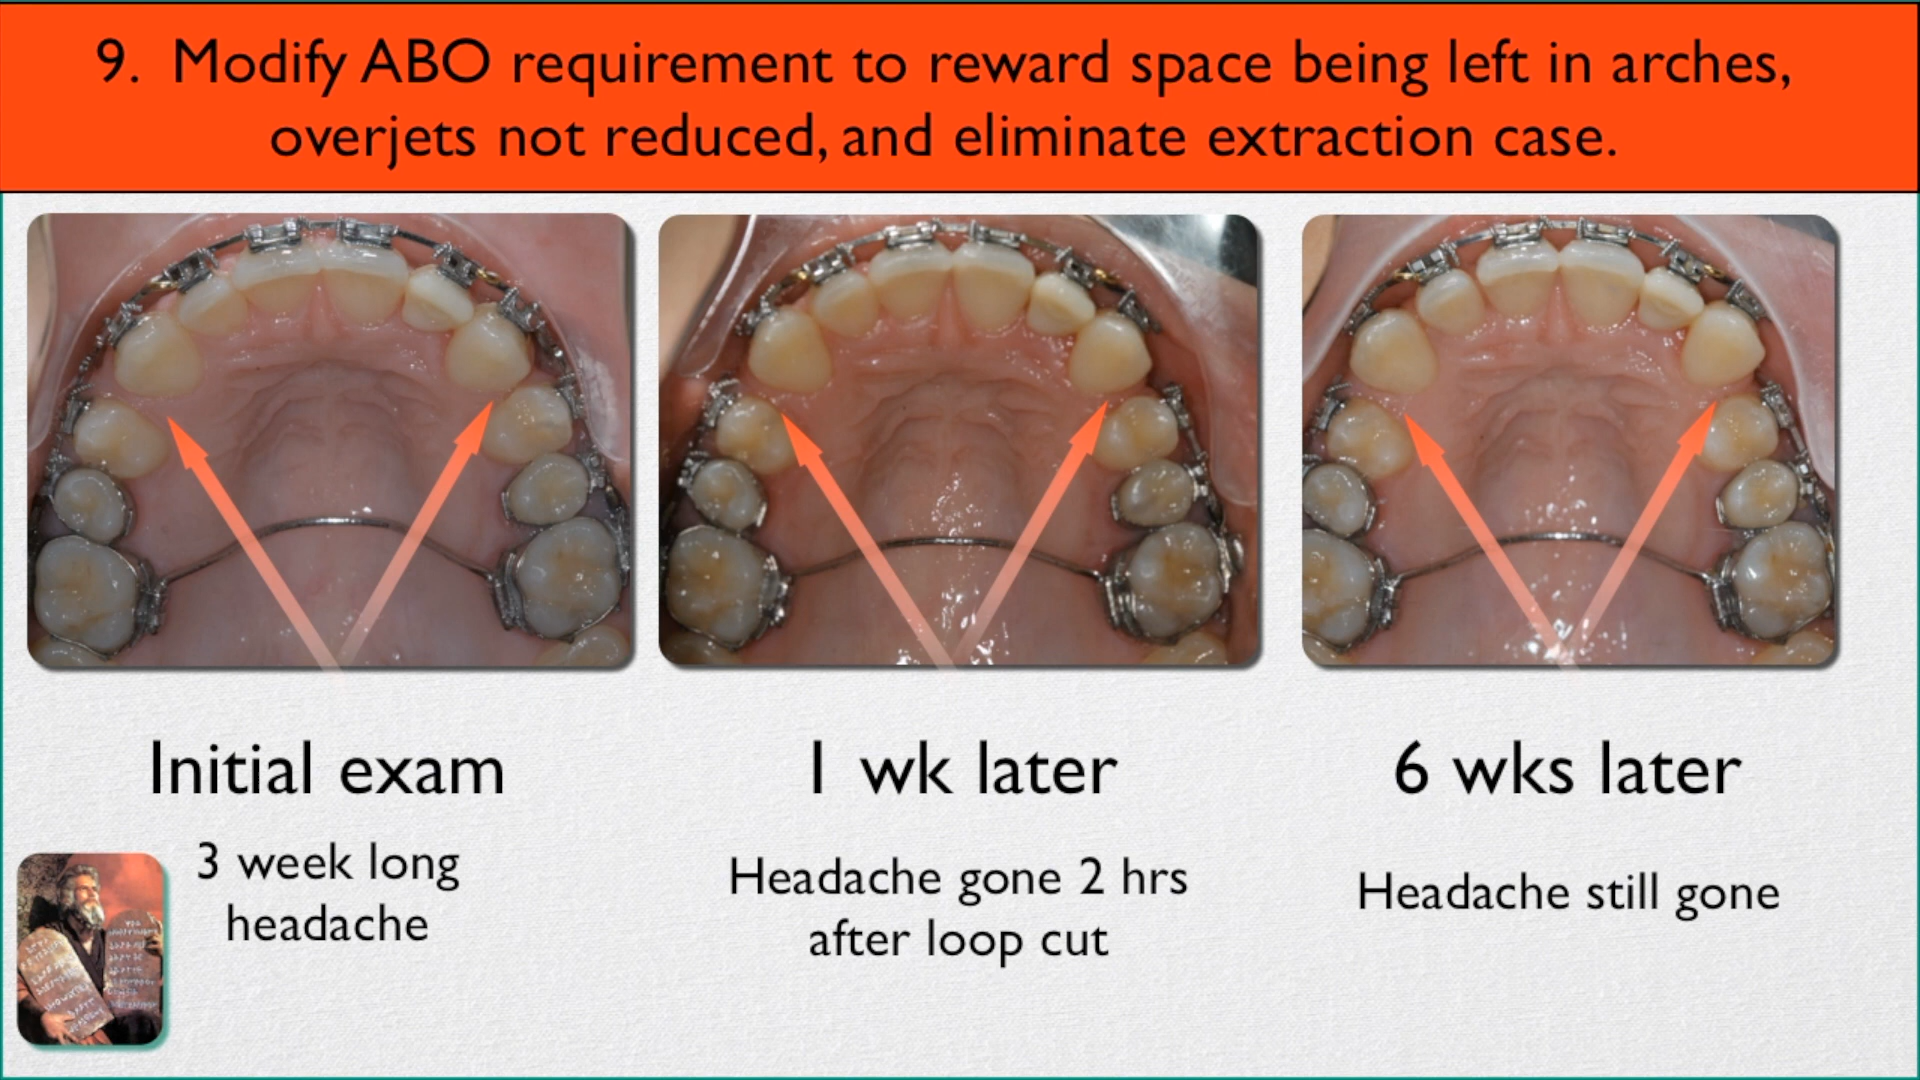 9. Modify ABO requirement to reward space being left in arches,
overjets not reduced, and eliminate extraction case.
Initial exam
3 week long
headache
1 wk later
Headache gone 2 hrs
after loop cut
6 wks later
Headache still gone